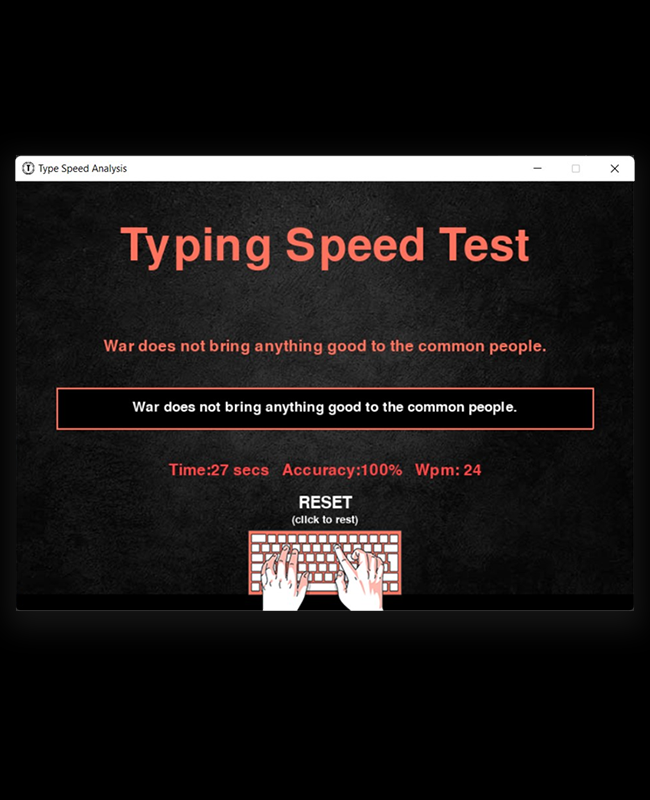 Type Speed Analysis
Typing Speed Test
War does not bring anything good to the common people.
War does not bring anything good to the common people.
Time:27 secs Accuracy:100% Wpm: 24
RESET
(click to rest)